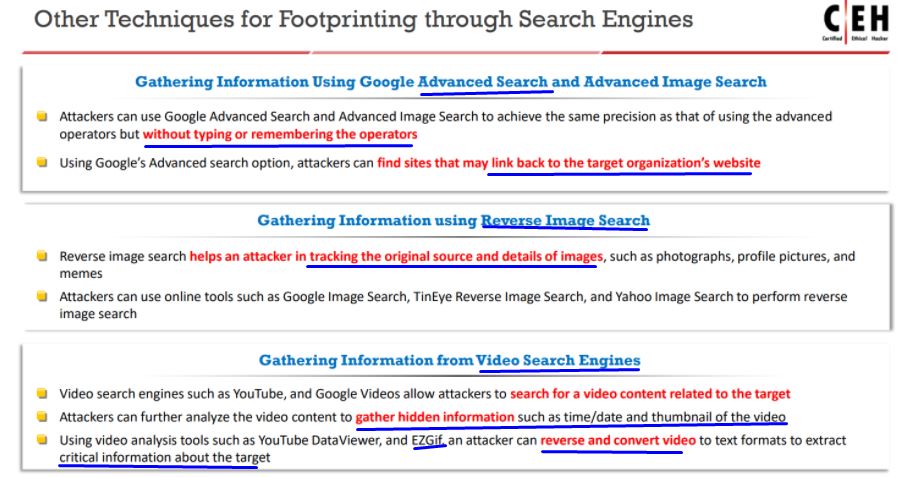 Other Techniques for Footprinting through Search Engines
CEH
Certified Ethical Hacker
Gathering Information Using Google Advanced Search and Advanced Image Search
Attackers can use Google Advanced Search and Advanced Image Search to achieve the same precision as that of using the advanced
operators but without typing or remembering the operators
Using Google's Advanced search option, attackers can find sites that may link back to the target organization's website
Gathering Information using Reverse Image Search
Reverse image search helps an attacker in tracking the original source and details of images, such as photographs, profile pictures, and
memes
Attackers can use online tools such as Google Image Search, TinEye Reverse Image Search, and Yahoo Image Search to perform reverse
image search
Gathering Information from Video Search Engines
Video search engines such as YouTube, and Google Videos allow attackers to search for a video content related to the target
Attackers can further analyze the video content to gather hidden information such as time/date and thumbnail of the video
Using video analysis tools such as YouTube DataViewer, and EZGif, an attacker can reverse and convert video to text formats to extract
critical information about the target